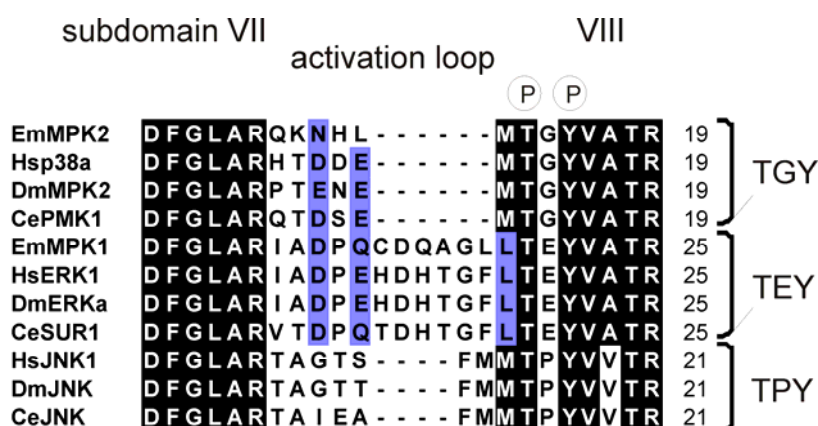 subdomain VII VIII
activation loop
P P
EmMPK2 DFGLARQKNHL------MTGYVATR 19
Hsp38a DFGLARHTDDE------MTGYVATR 19
DmMPK2 DFGLARPTENE------MTGYVATR 19
CePMK1 DFGLARQTDSE------MTGYVATR 19
TGY
EmMPK1 DFGLARIADPQCDQAGLLTEYVATR 25
HsERK1 DFGLARIADPEHDHTGFLTEYVATR 25
DmERKa DFGLARIADPEHDHTGFLTEYVATR 25
CeSUR1 DFGLARVTDPQTDHTGFLTEYVATR 25
TEY
HsJNK1 DFGLARTAGTS----FMMTPYVVTR 21
DmJNK DFGLARTAGTT----FMMTPYVVTR 21
CeJNK DFGLARTAIEA----FMMTPYVVTR 21
TPY